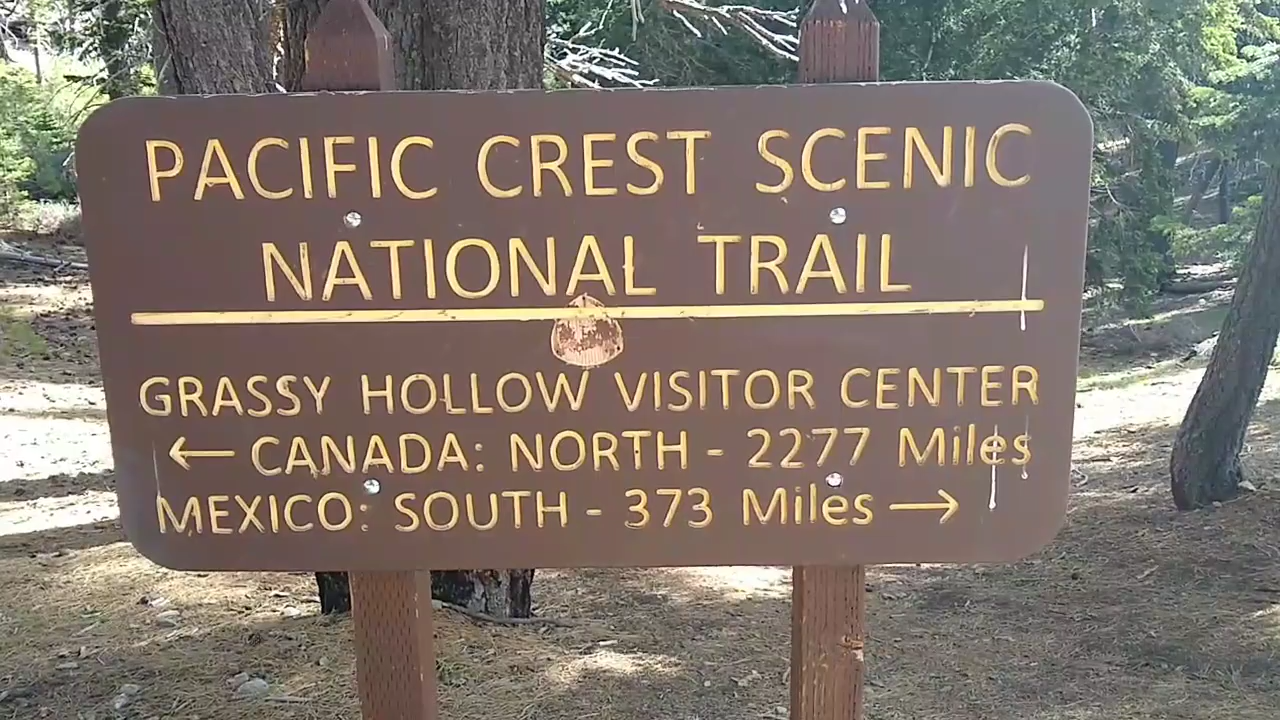 PACIFIC CREST SCENIC
NATIONAL TRAIL
GRASSY HOLLOW VISITOR CENTER
← CANADA: NORTH - 2277 Miles
MEXICO: SOUTH - 373 Miles →